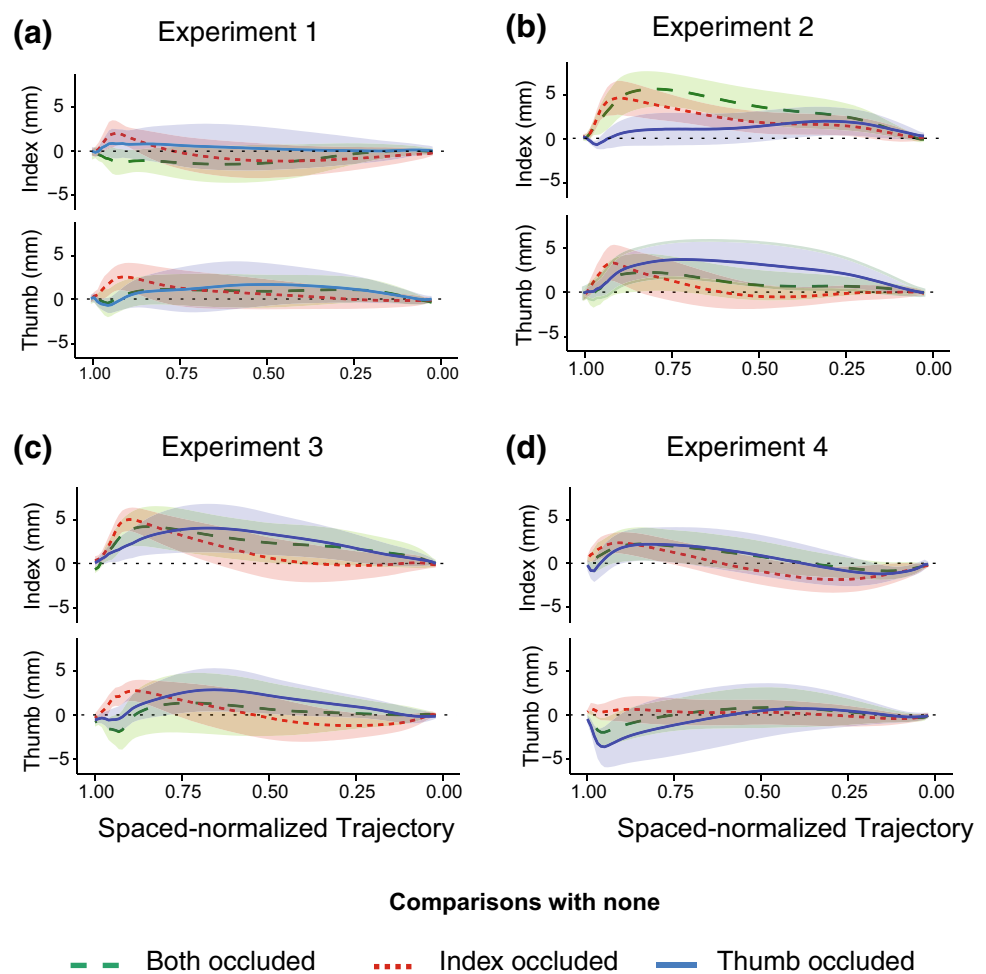 (a) Experiment 1
Index (mm)
5
0
−5
Thumb (mm)
5
0
−5
1.00 0.75 0.50 0.25 0.00
(b) Experiment 2
Index (mm)
5
0
−5
Thumb (mm)
5
0
−5
1.00 0.75 0.50 0.25 0.00
(c) Experiment 3
Index (mm)
5
0
−5
Thumb (mm)
5
0
−5
1.00 0.75 0.50 0.25 0.00
Spaced-normalized Trajectory
(d) Experiment 4
Index (mm)
5
0
−5
Thumb (mm)
5
0
−5
1.00 0.75 0.50 0.25 0.00
Spaced-normalized Trajectory
Comparisons with none
Both occluded Index occluded Thumb occluded